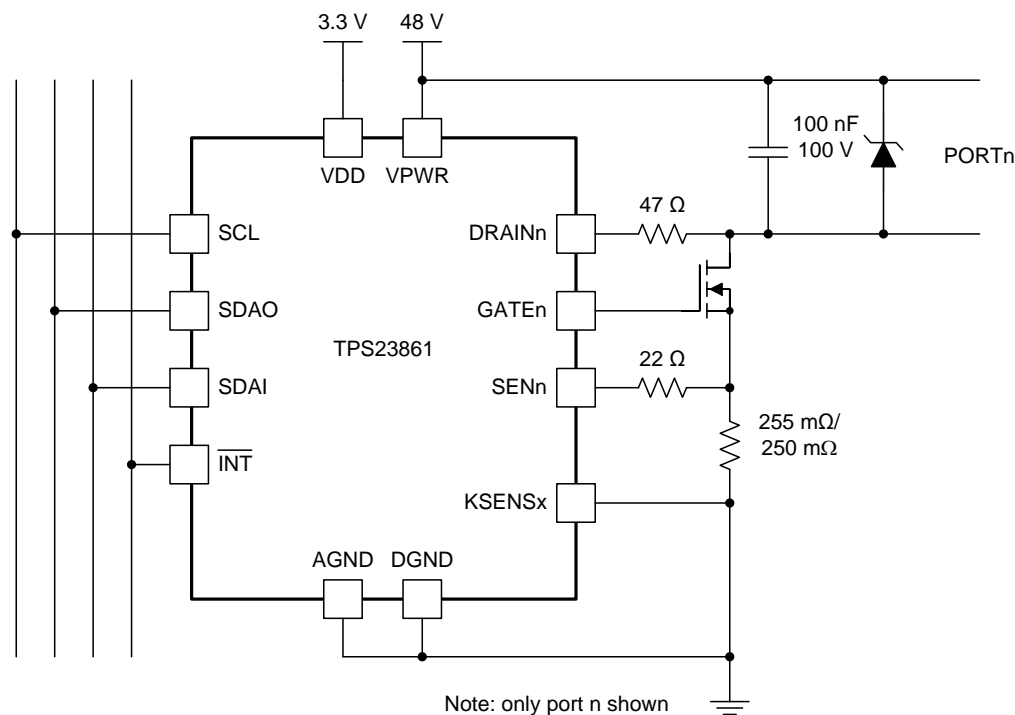 3.3 V
48 V
VDD
VPWR
100 nF
100 V
PORTn
SCL
DRAINn
47 Ω
SDAO
GATEn
TPS23861
SDAI
SENn
22 Ω
INT
255 mΩ/
250 mΩ
KSENSx
AGND
DGND
Note: only port n shown